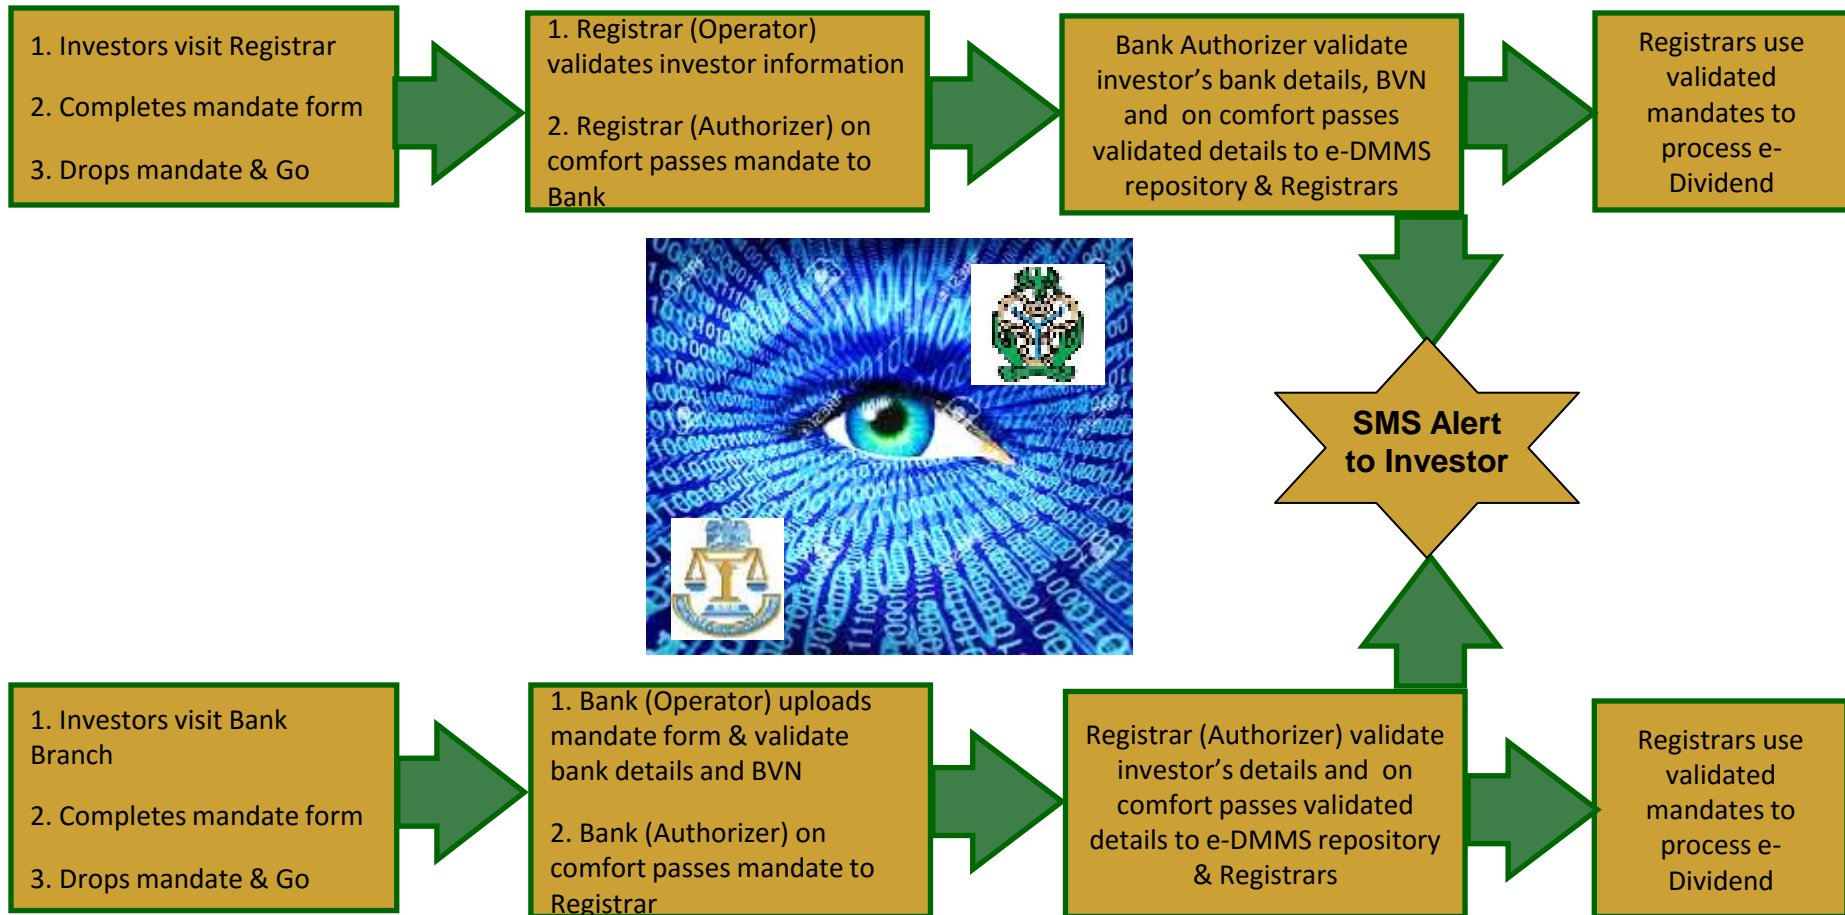 1. Investors visit Registrar
2. Completes mandate form
3. Drops mandate & Go
1. Registrar (Operator)
validates investor information
2. Registrar (Authorizer) on
comfort passes mandate to
Bank
Bank Authorizer validate
investor’s bank details, BVN
and on comfort passes
validated details to e-DMMS
repository & Registrars
Registrars use
validated
mandates to
process e-
Dividend
SMS Alert
to Investor
1. Investors visit Bank
Branch
2. Completes mandate form
3. Drops mandate & Go
1. Bank (Operator) uploads
mandate form & validate
bank details and BVN
2. Bank (Authorizer) on
comfort passes mandate to
Registrar
Registrar (Authorizer) validate
investor’s details and on
comfort passes validated
details to e-DMMS repository
& Registrars
Registrars use
validated
mandates to
process e-
Dividend